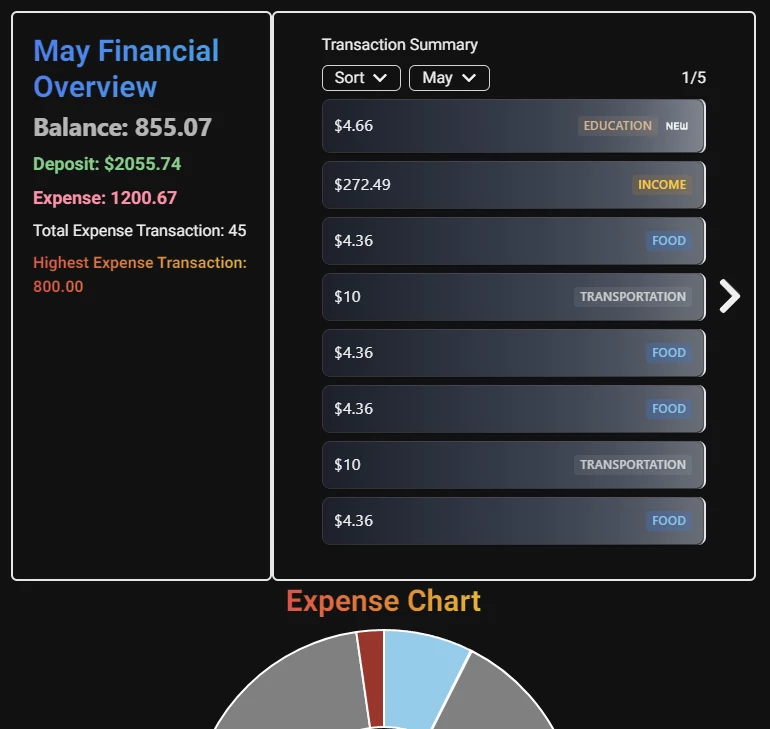 May Financial
Overview
Balance: 855.07
Deposit: $2055.74
Expense: 1200.67
Total Expense Transaction: 45
Highest Expense Transaction:
800.00
Transaction Summary
Sort
May
1/5
$4.66 EDUCATION NEW
$272.49 INCOME
$4.36 FOOD
$10 TRANSPORTATION
$4.36 FOOD
$4.36 FOOD
$10 TRANSPORTATION
$4.36 FOOD
Expense Chart